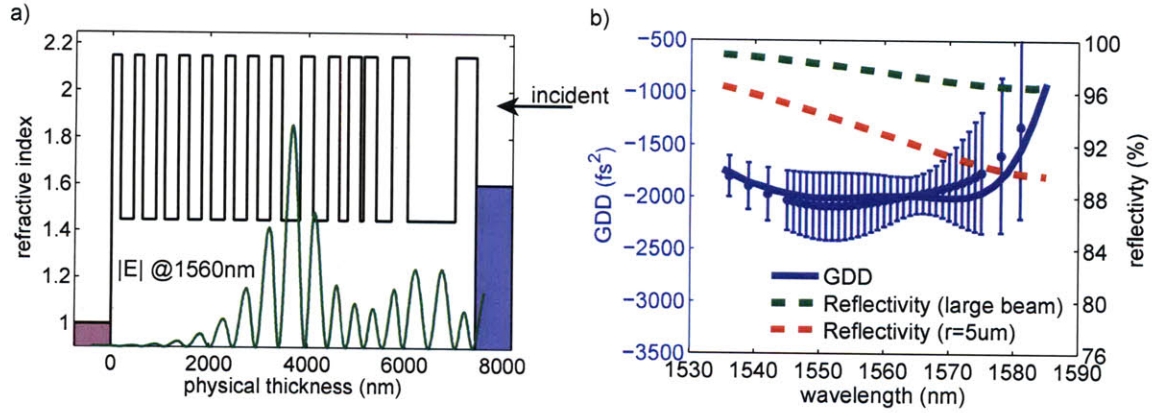 a)
refractive index
2.2
2
1.8
1.6
1.4
1.2
1
|E| @1560nm
incident
0
2000
4000
6000
8000
physical thickness (nm)
b)
GDD (fs²)
−500
−1000
−1500
−2000
−2500
−3000
−3500
100
96
92
88
84
80
76
reflectivty (%)
GDD
Reflectivity (large beam)
Reflectivity (r=5um)
1530
1540
1550
1560
1570
1580
1590
wavelength (nm)